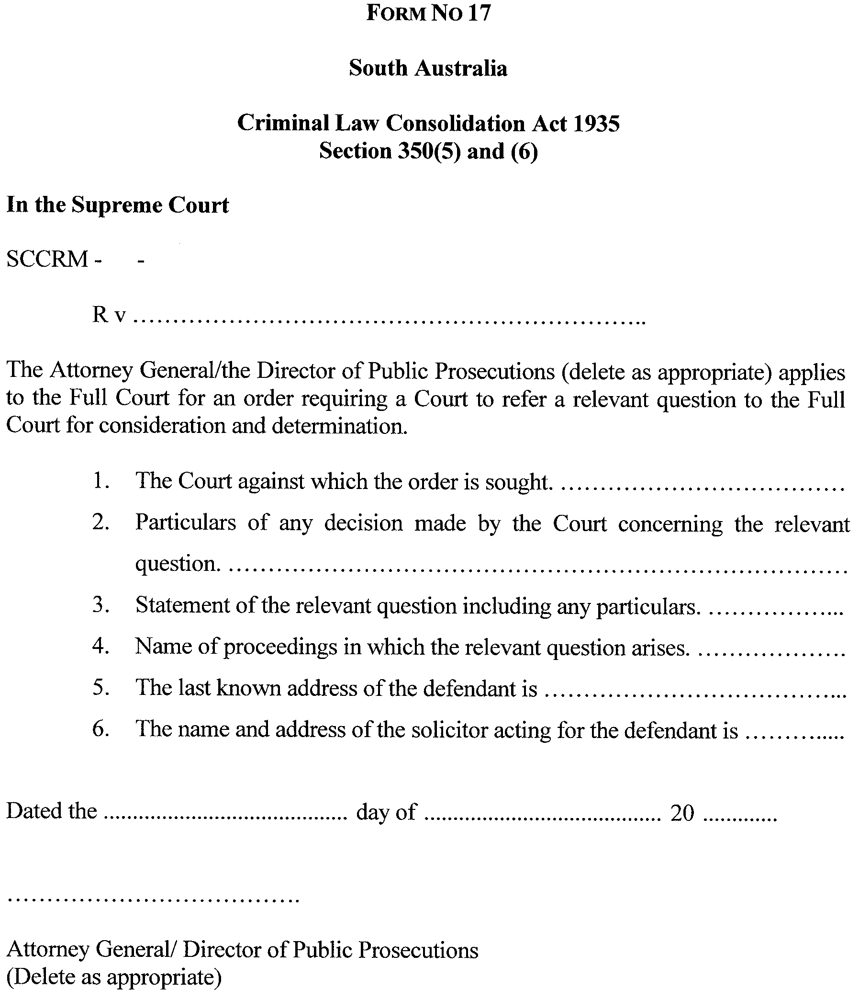 FORM NO 17
South Australia
Criminal Law Consolidation Act 1935
Section 350(5) and (6)
In the Supreme Court
SCCRM - -
R v ..................................................................
The Attorney General/the Director of Public Prosecutions (delete as appropriate) applies
to the Full Court for an order requiring a Court to refer a relevant question to the Full
Court for consideration and determination.
1. The Court against which the order is sought. ....................................
2. Particulars of any decision made by the Court concerning the relevant
question. ................................................................................
3. Statement of the relevant question including any particulars. ..................
4. Name of proceedings in which the relevant question arises. ...................
5. The last known address of the defendant is .......................................
6. The name and address of the solicitor acting for the defendant is ...............
Dated the .......................................... day of ......................................... 20 .............
.....................................
Attorney General/ Director of Public Prosecutions
(Delete as appropriate)